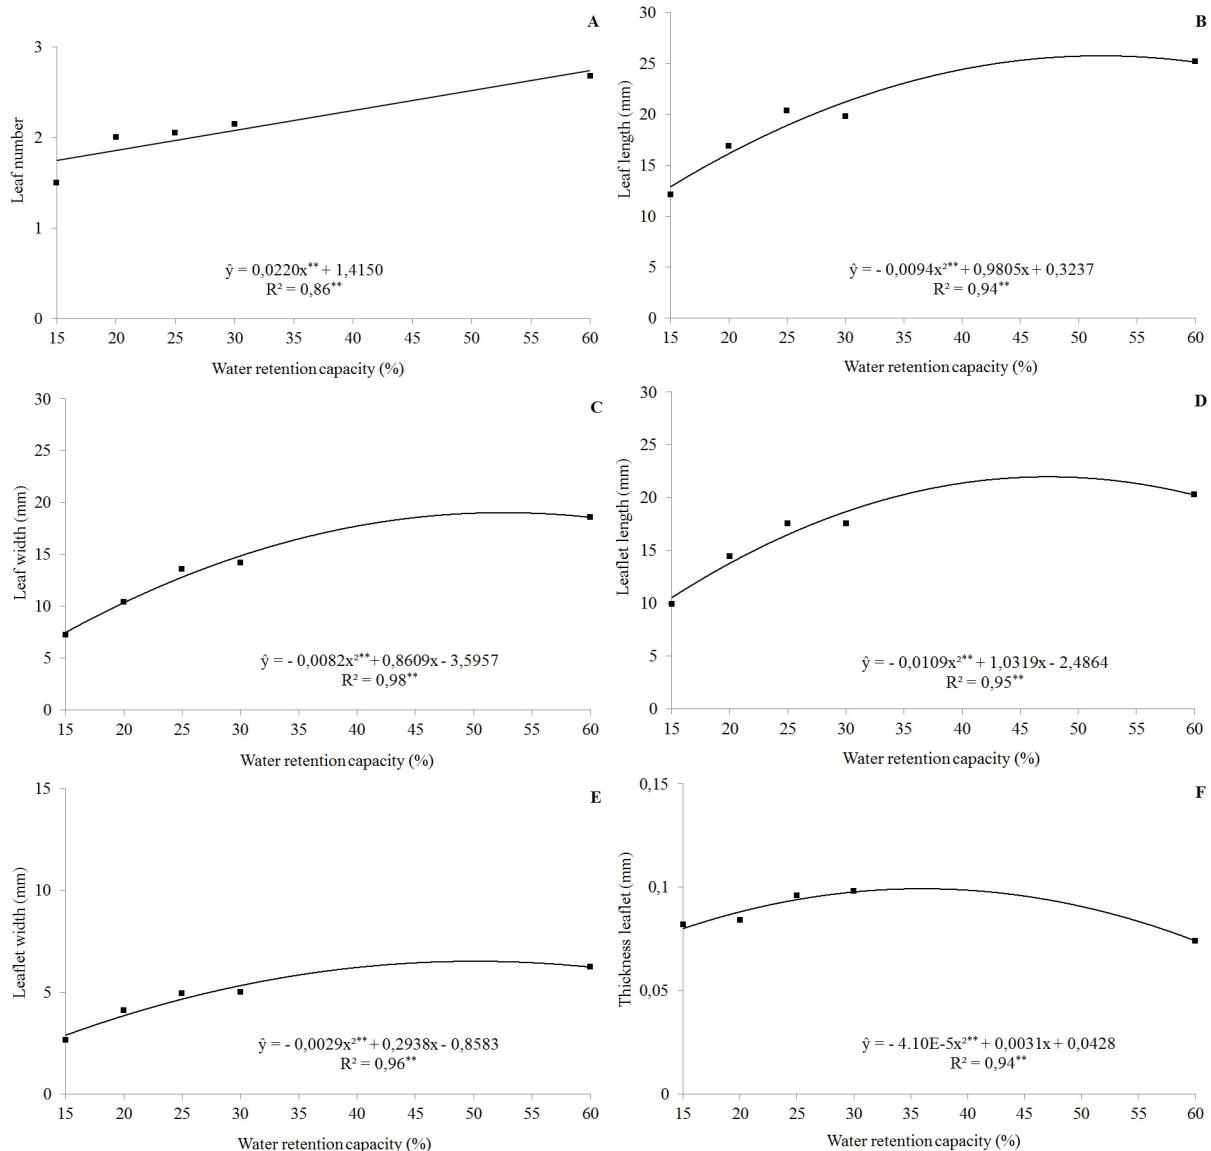 A
Leaf number
3
2
1
0
ŷ = 0,0220x** + 1,4150
R² = 0,86**
15 20 25 30 35 40 45 50 55 60
Water retention capacity (%)
B
Leaf length (mm)
30
25
20
15
10
5
0
ŷ = - 0,0094x²** + 0,9805x + 0,3237
R² = 0,94**
15 20 25 30 35 40 45 50 55 60
Water retention capacity (%)
C
Leaf width (mm)
30
25
20
15
10
5
0
ŷ = - 0,0082x²** + 0,8609x - 3,5957
R² = 0,98**
15 20 25 30 35 40 45 50 55 60
Water retention capacity (%)
D
Leaflet length (mm)
30
25
20
15
10
5
0
ŷ = - 0,0109x²** + 1,0319x - 2,4864
R² = 0,95**
15 20 25 30 35 40 45 50 55 60
Water retention capacity (%)
E
Leaflet width (mm)
15
10
5
0
ŷ = - 0,0029x²** + 0,2938x - 0,8583
R² = 0,96**
15 20 25 30 35 40 45 50 55 60
Water retention capacity (%)
F
Thickness leaflet (mm)
0,15
0,1
0,05
0
ŷ = - 4.10E-5x²** + 0,0031x + 0,0428
R² = 0,94**
15 20 25 30 35 40 45 50 55 60
Water retention capacity (%)